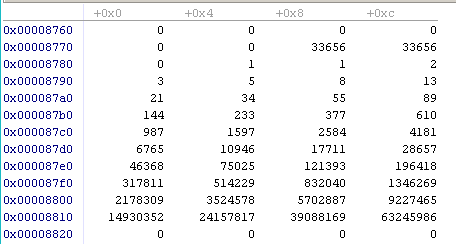 +0x0 +0x4 +0x8 +0xc
0x00008760 0 0 0 0
0x00008770 0 0 33656 33656
0x00008780 0 1 1 2
0x00008790 3 5 8 13
0x000087a0 21 34 55 89
0x000087b0 144 233 377 610
0x000087c0 987 1597 2584 4181
0x000087d0 6765 10946 17711 28657
0x000087e0 46368 75025 121393 196418
0x000087f0 317811 514229 832040 1346269
0x00008800 2178309 3524578 5702887 9227465
0x00008810 14930352 24157817 39088169 63245986
0x00008820 0 0 0 0